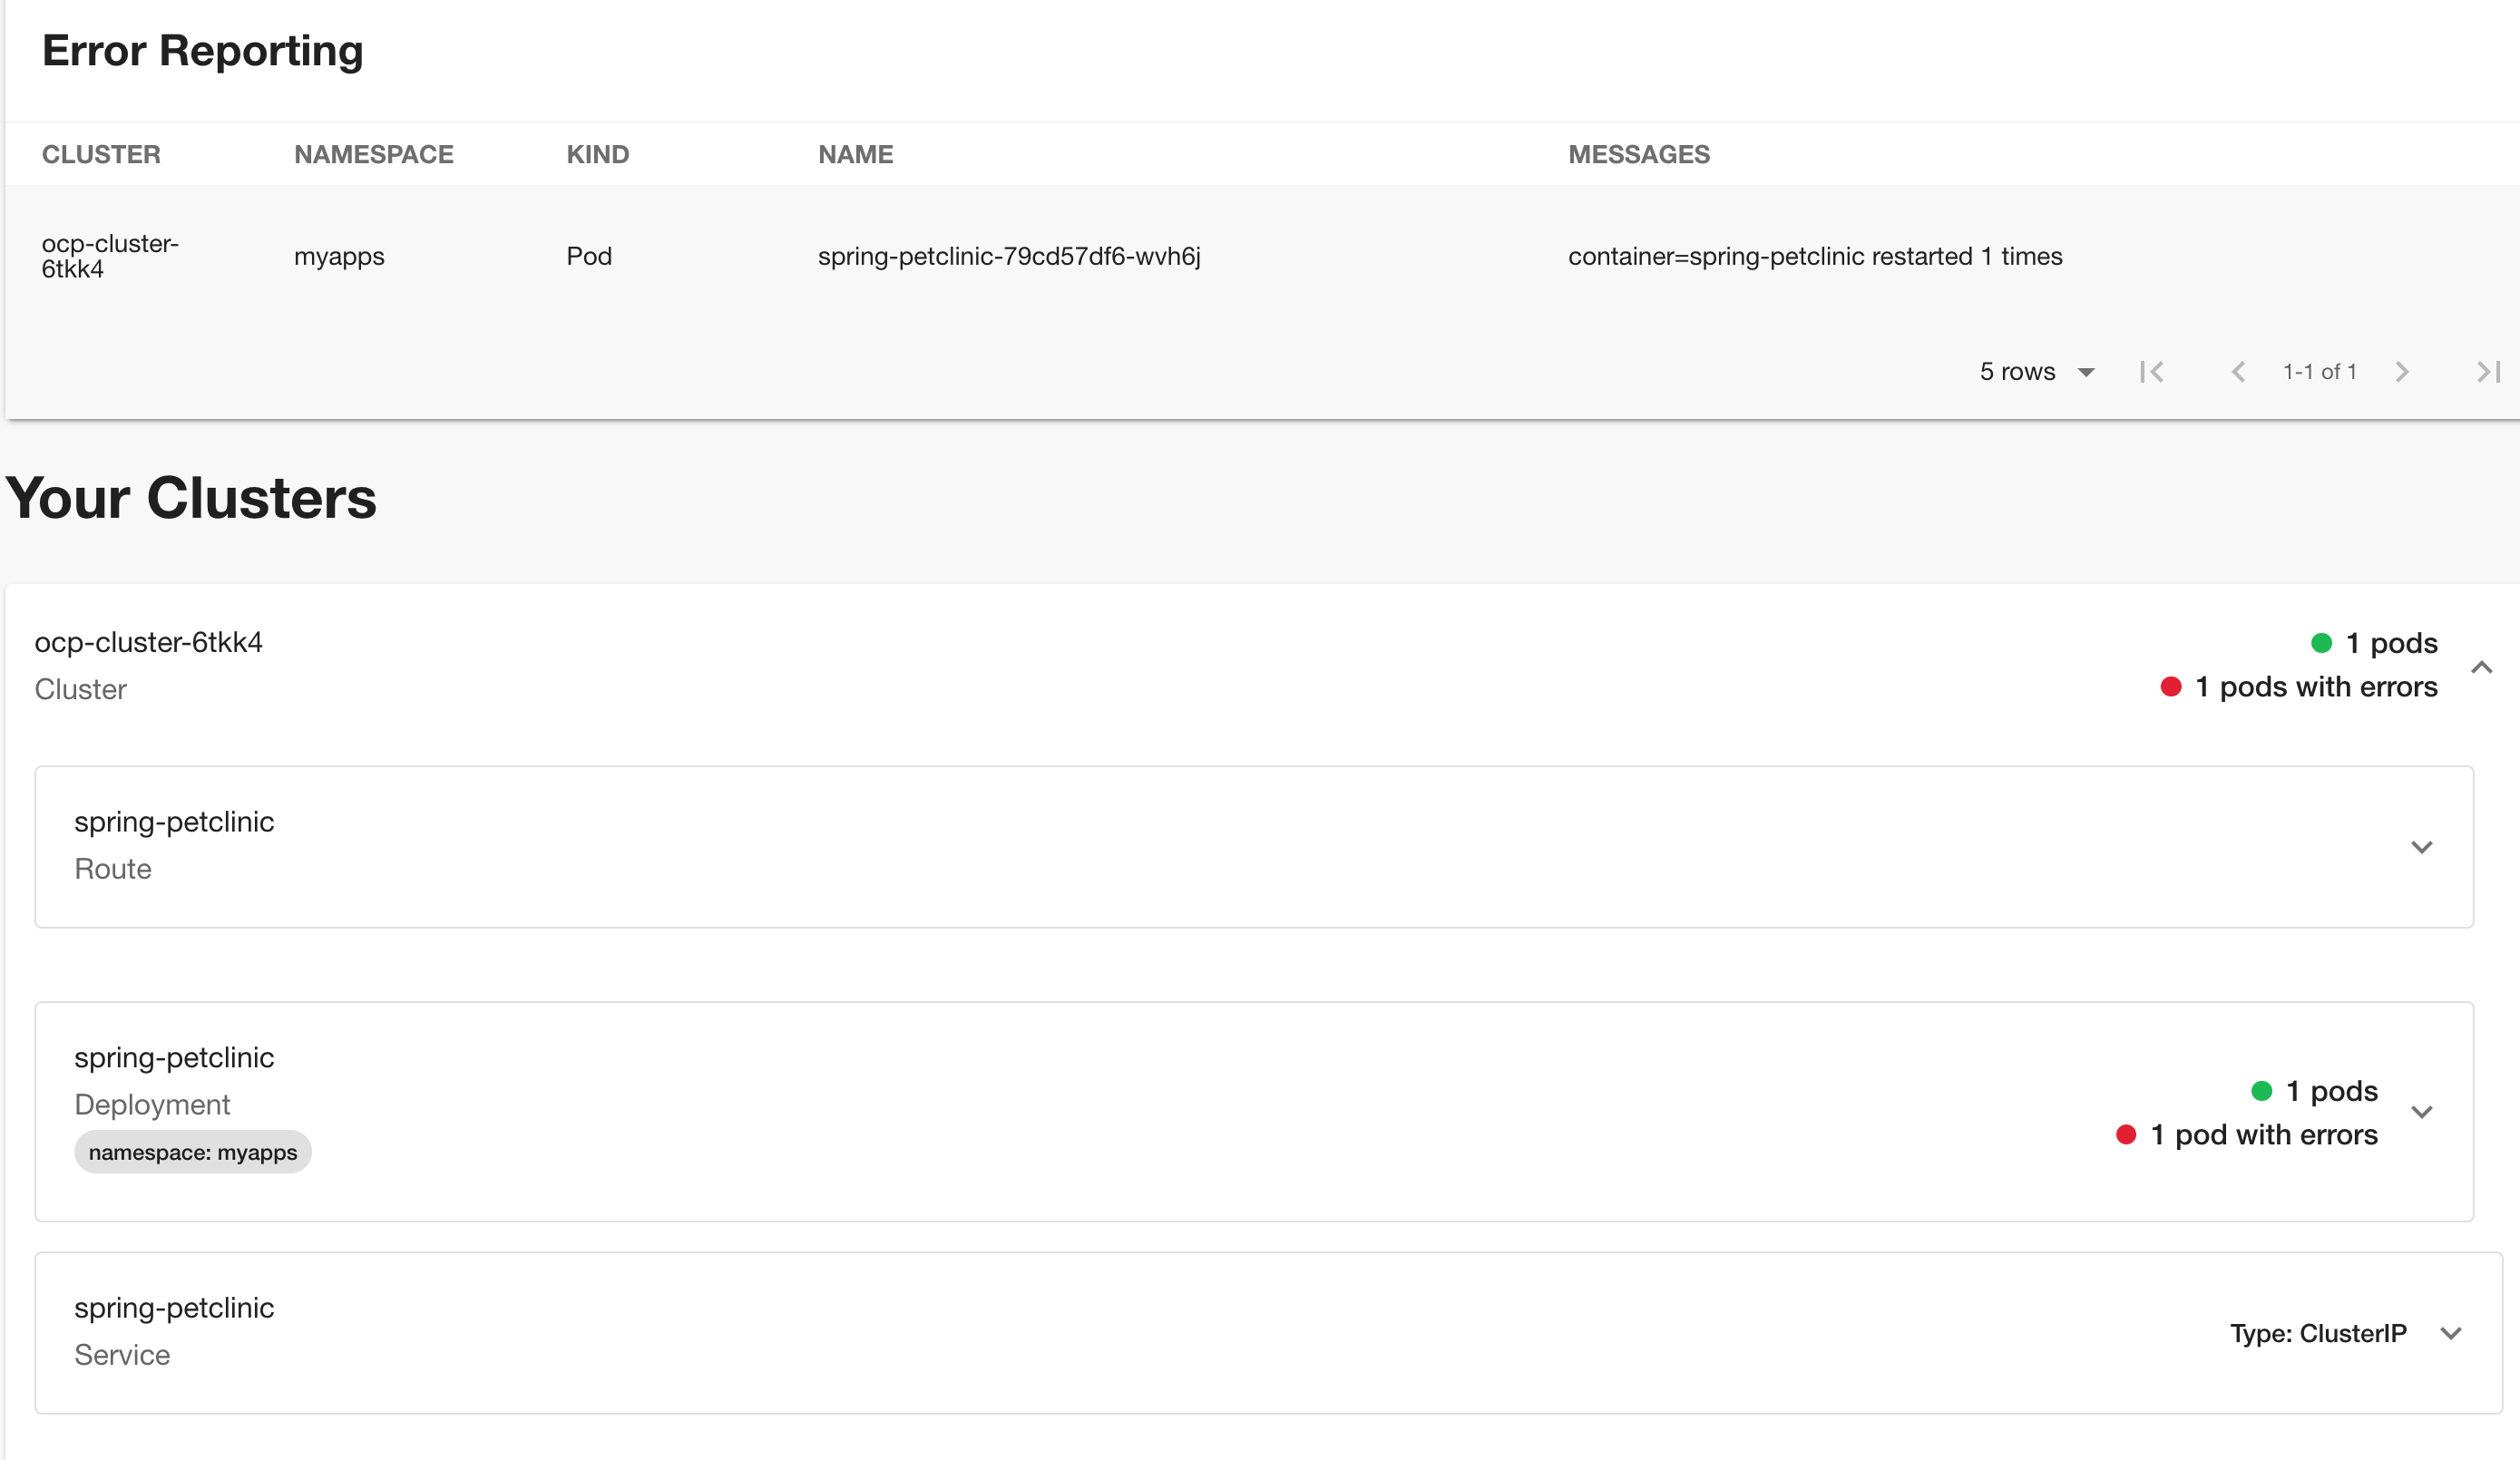 Error Reporting
CLUSTER NAMESPACE KIND NAME MESSAGES
ocp-cluster-
6tkk4 myapps Pod spring-petclinic-79cd57df6-wvh6j container=spring-petclinic restarted 1 times
5 rows 1-1 of 1
Your Clusters
ocp-cluster-6tkk4 1 pods
Cluster 1 pods with errors
spring-petclinic
Route
spring-petclinic
Deployment 1 pods
namespace: myapps 1 pod with errors
spring-petclinic
Service Type: ClusterIP